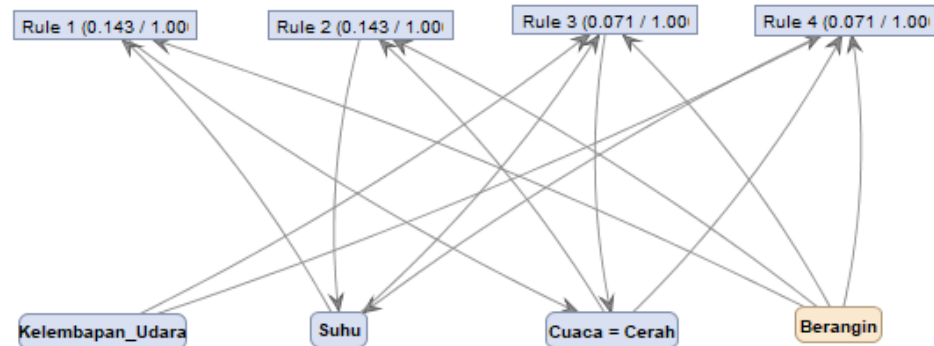 Rule 1 (0.143 / 1.00
Rule 2 (0.143 / 1.00
Rule 3 (0.071 / 1.00
Rule 4 (0.071 / 1.00
Kelembapan_Udara
Suhu
Cuaca = Cerah
Berangin